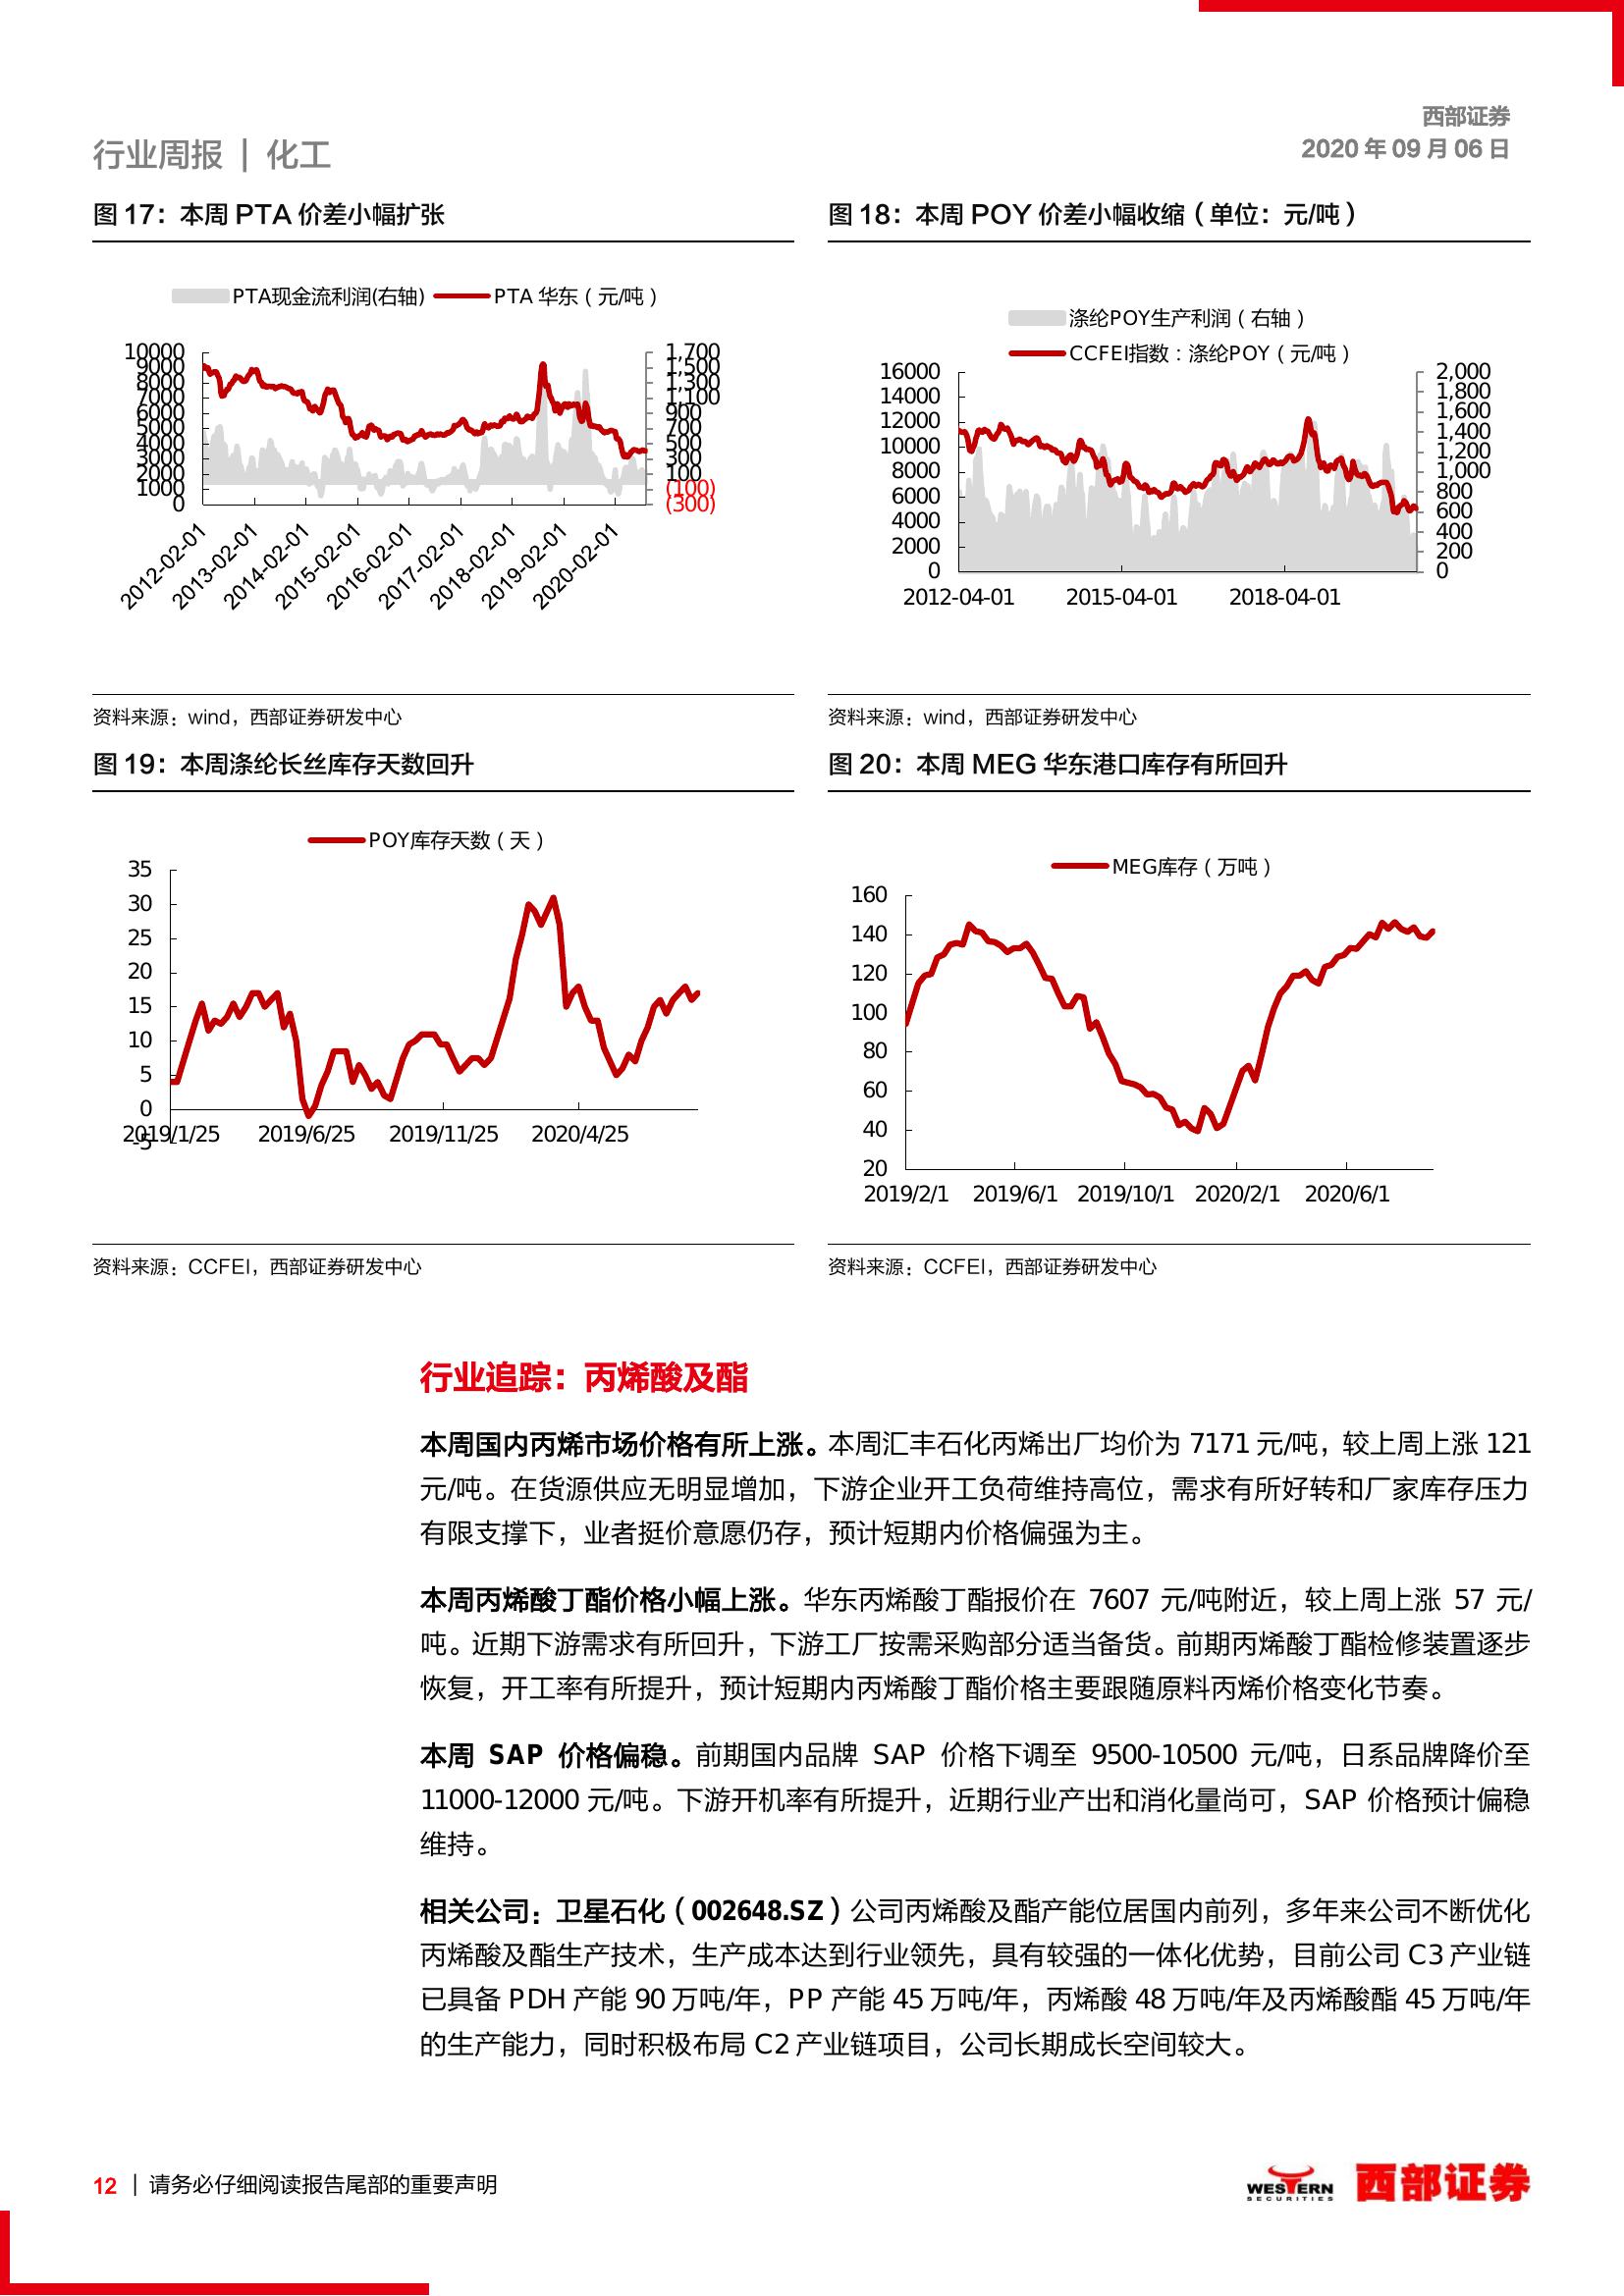 西部证券
2020 年 09 月 06 日
行业周报 | 化工
图 17：本周 PTA 价差小幅扩张
PTA现金流利润(右轴)
PTA 华东（元/吨）
10000
9000
8000
7000
6000
5000
4000
3000
2000
1000
0
1,700
1,500
1,300
1,100
900
700
500
300
100
(100)
(300)
2012-02-01
2013-02-01
2014-02-01
2015-02-01
2016-02-01
2017-02-01
2018-02-01
2019-02-01
2020-02-01
资料来源：wind，西部证券研发中心
图 18：本周 POY 价差小幅收缩（单位：元/吨）
涤纶POY生产利润（右轴）
CCFEI指数：涤纶POY（元/吨）
16000
14000
12000
10000
8000
6000
4000
2000
0
2,000
1,800
1,600
1,400
1,200
1,000
800
600
400
200
0
2012-04-01
2015-04-01
2018-04-01
资料来源：wind，西部证券研发中心
图 19：本周涤纶长丝库存天数回升
POY库存天数（天）
35
30
25
20
15
10
5
0
-5
2019/1/25
2019/6/25
2019/11/25
2020/4/25
资料来源：CCFEI，西部证券研发中心
图 20：本周 MEG 华东港口库存有所回升
MEG库存（万吨）
160
140
120
100
80
60
40
20
2019/2/1
2019/6/1
2019/10/1
2020/2/1
2020/6/1
资料来源：CCFEI，西部证券研发中心
行业追踪：丙烯酸及酯
本周国内丙烯市场价格有所上涨。本周汇丰石化丙烯出厂均价为 7171 元/吨，较上周上涨 121
元/吨。在货源供应无明显增加，下游企业开工负荷维持高位，需求有所好转和厂家库存压力
有限支撑下，业者挺价意愿仍存，预计短期内价格偏强为主。
本周丙烯酸丁酯价格小幅上涨。华东丙烯酸丁酯报价在 7607 元/吨附近，较上周上涨 57 元/
吨。近期下游需求有所回升，下游工厂按需采购部分适当备货。前期丙烯酸丁酯检修装置逐步
恢复，开工率有所提升，预计短期内丙烯酸丁酯价格主要跟随原料丙烯价格变化节奏。
本周 SAP 价格偏稳。前期国内品牌 SAP 价格下调至 9500-10500 元/吨，日系品牌降价至
11000-12000 元/吨。下游开机率有所提升，近期行业产出和消化量尚可，SAP 价格预计偏稳
维持。
相关公司：卫星石化（002648.SZ）公司丙烯酸及酯产能位居国内前列，多年来公司不断优化
丙烯酸及酯生产技术，生产成本达到行业领先，具有较强的一体化优势，目前公司 C3 产业链
已具备 PDH 产能 90 万吨/年，PP 产能 45 万吨/年，丙烯酸 48 万吨/年及丙烯酸酯 45 万吨/年
的生产能力，同时积极布局 C2 产业链项目，公司长期成长空间较大。
12 | 请务必仔细阅读报告尾部的重要声明
WESTERN
SECURITIES
西部证券